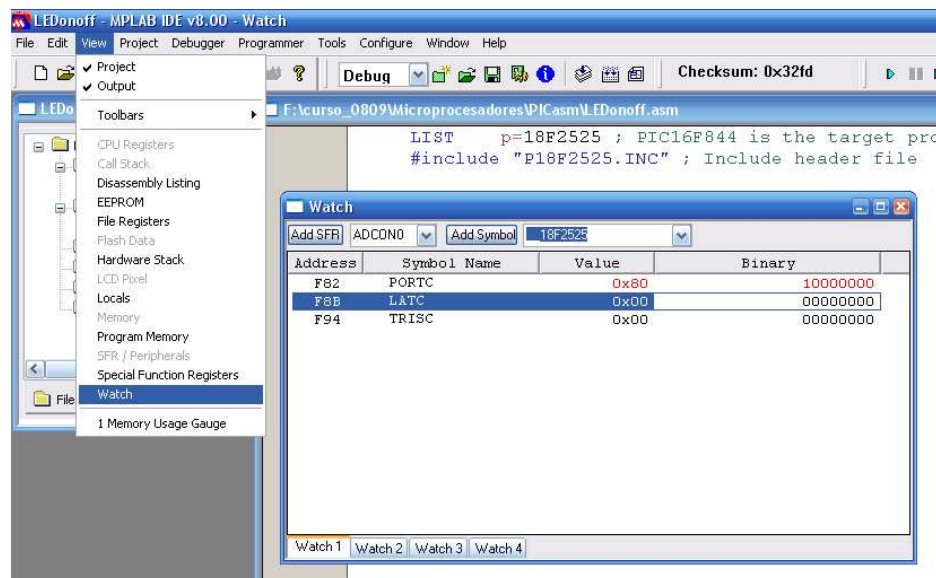 LEDonoff - MPLAB IDE v8.00 - Watch
File Edit View Project Debugger Programmer Tools Configure Window Help
Debug Checksum: 0x32fd
Project
Output
Toolbars
CPU Registers
Call Stack
Disassembly Listing
EEPROM
File Registers
Flash Data
Hardware Stack
LCD Pixel
Locals
Memory
Program Memory
SFR / Peripherals
Special Function Registers
Watch
1 Memory Usage Gauge
LEDo
File
F:\curso_0809\Microprocesadores\PICasm\LEDonoff.asm
LIST p=18F2525 ; PIC16F844 is the target pro
#include "P18F2525.INC" ; Include header file
Watch
Add SFR ADCON0 Add Symbol _18F2525
Address Symbol Name Value Binary
F82 PORTC 0x80 10000000
F8B LATC 0x00 00000000
F94 TRISC 0x00 00000000
Watch 1 Watch 2 Watch 3 Watch 4